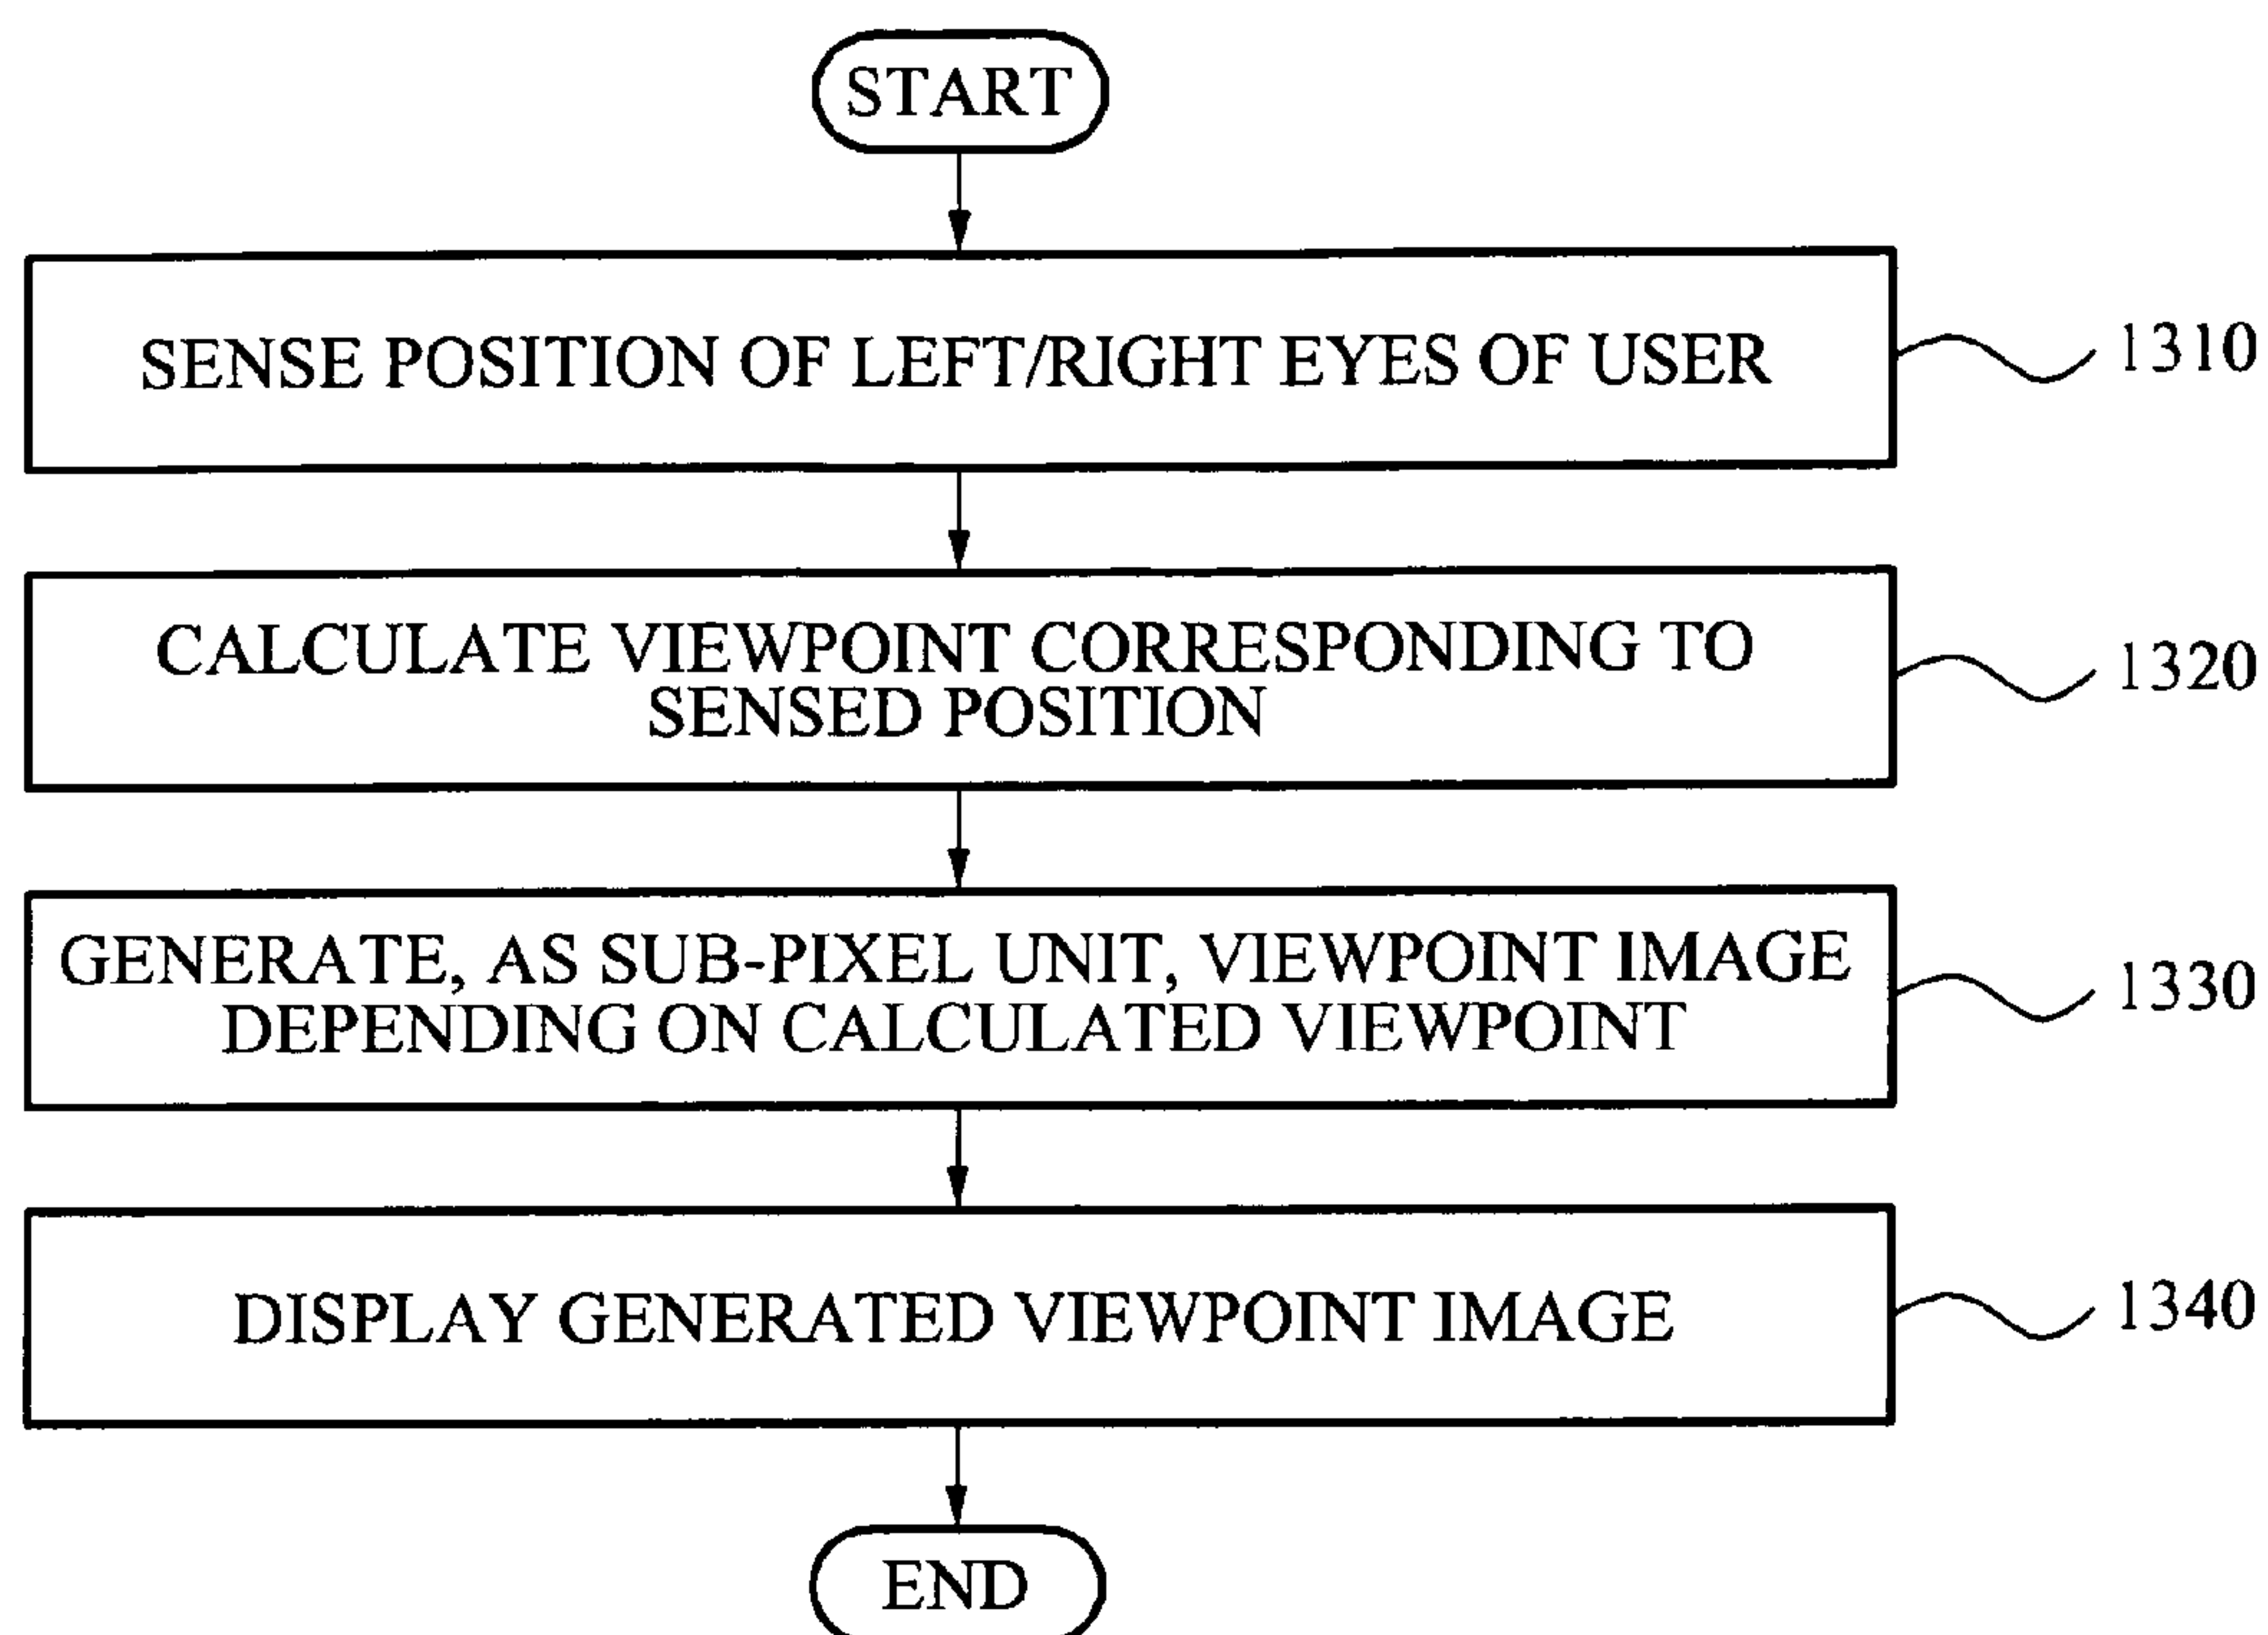 START
SENSE POSITION OF LEFT/RIGHT EYES OF USER
1310
CALCULATE VIEWPOINT CORRESPONDING TO
SENSED POSITION
1320
GENERATE, AS SUB-PIXEL UNIT, VIEWPOINT IMAGE
DEPENDING ON CALCULATED VIEWPOINT
1330
DISPLAY GENERATED VIEWPOINT IMAGE
1340
END